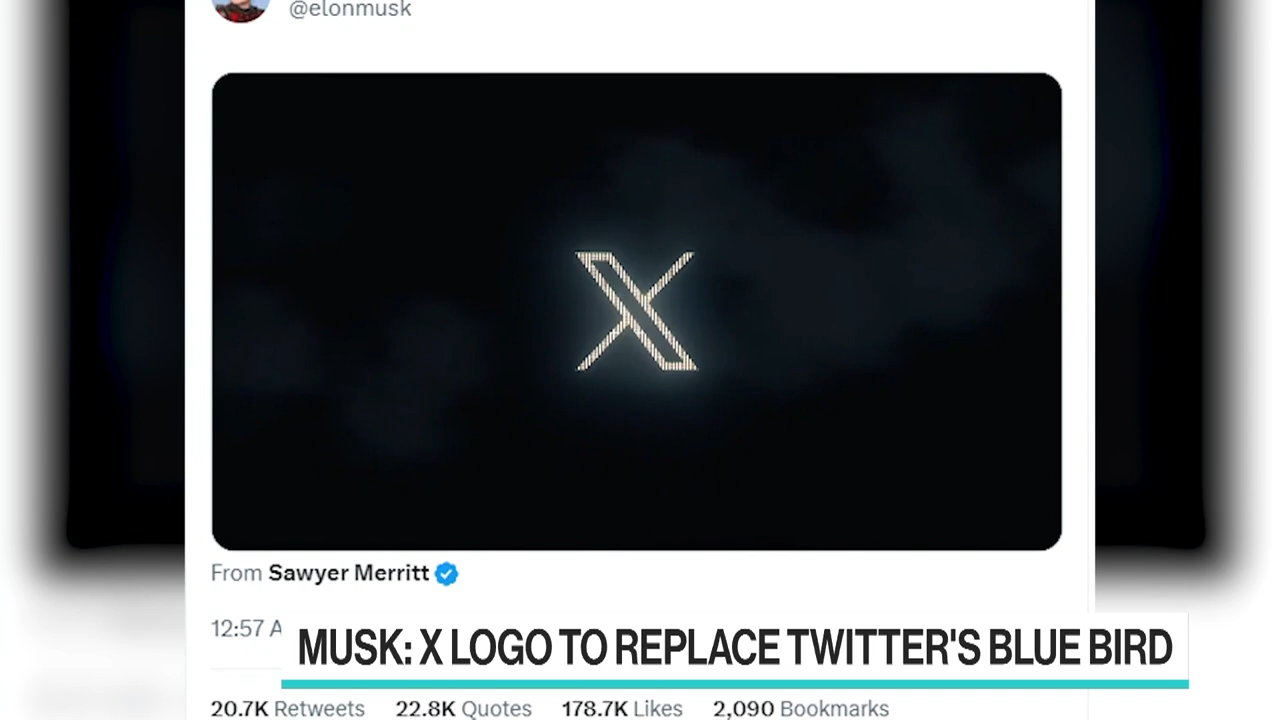 @elonmusk
X
From Sawyer Merritt
12:57 A
MUSK: X LOGO TO REPLACE TWITTER'S BLUE BIRD
20.7K Retweets 22.8K Quotes 178.7K Likes 2,090 Bookmarks